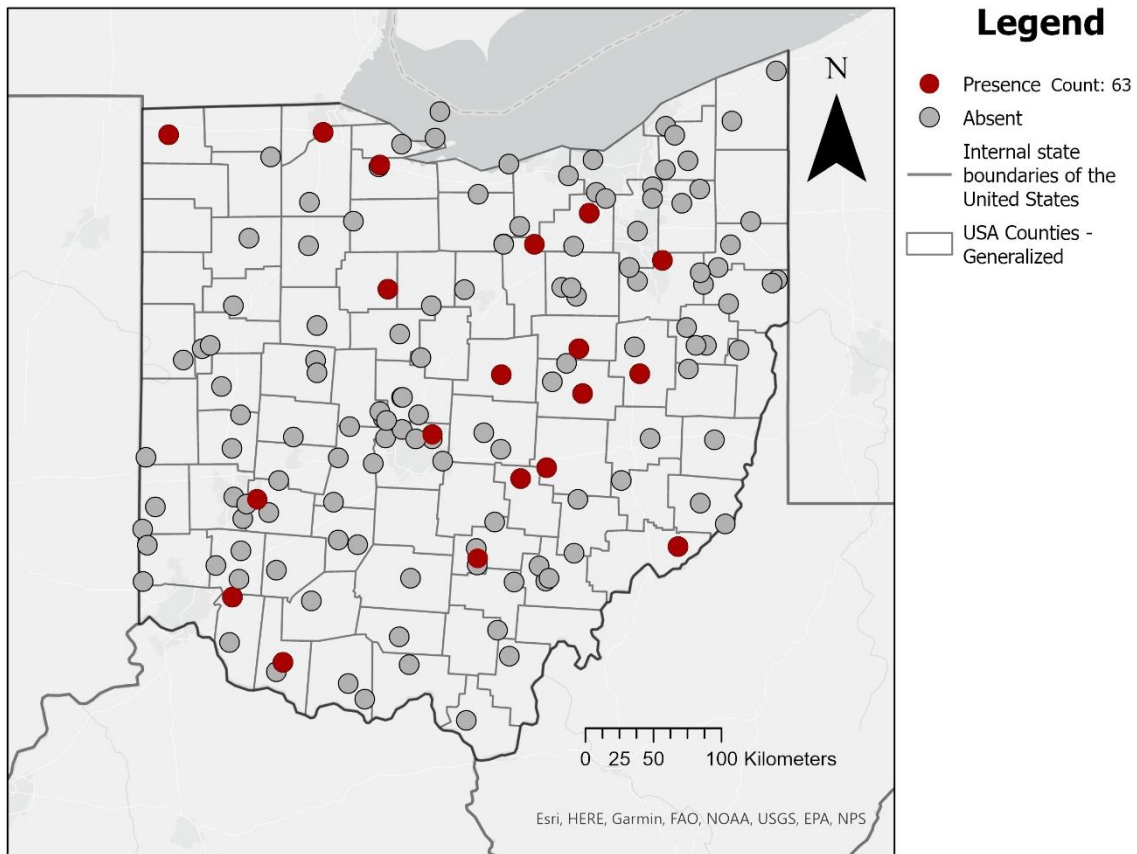 Legend
N
Presence Count: 63
Absent
Internal state
boundaries of the
United States
USA Counties -
Generalized
0 25 50 100 Kilometers
Esri, HERE, Garmin, FAO, NOAA, USGS, EPA, NPS